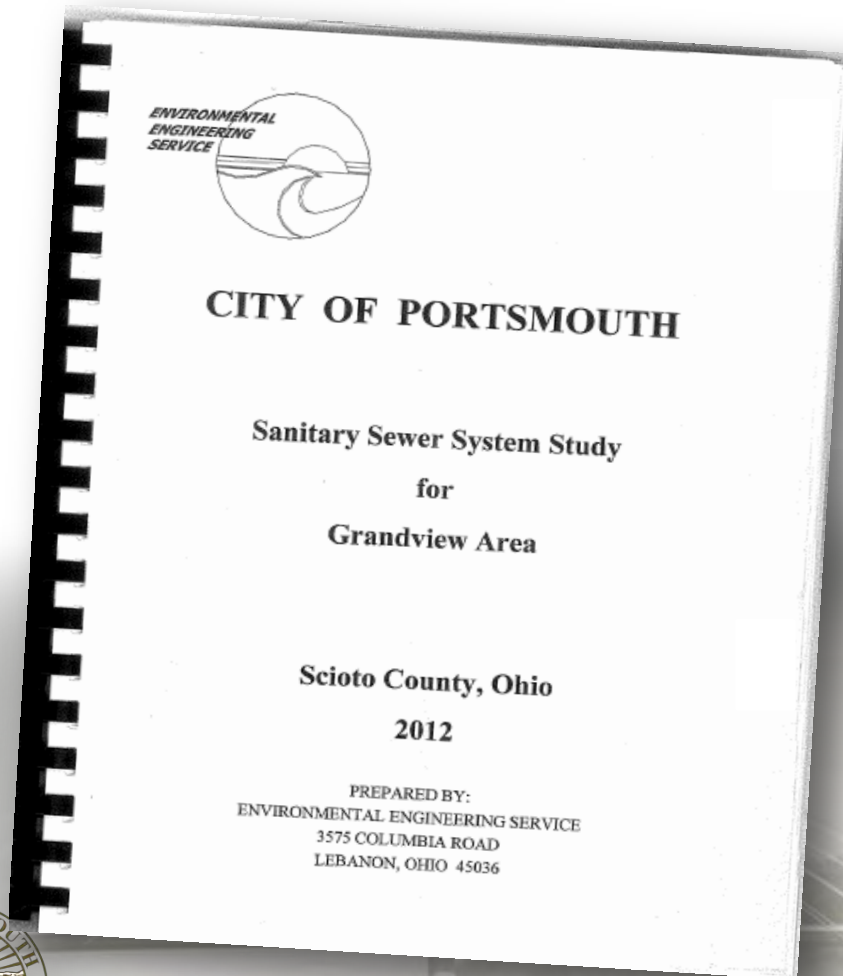 ENVIRONMENTAL
ENGINEERING
SERVICE
CITY OF PORTSMOUTH
Sanitary Sewer System Study
for
Grandview Area
Scioto County, Ohio
2012
PREPARED BY:
ENVIRONMENTAL ENGINEERING SERVICE
3575 COLUMBIA ROAD
LEBANON, OHIO 45036